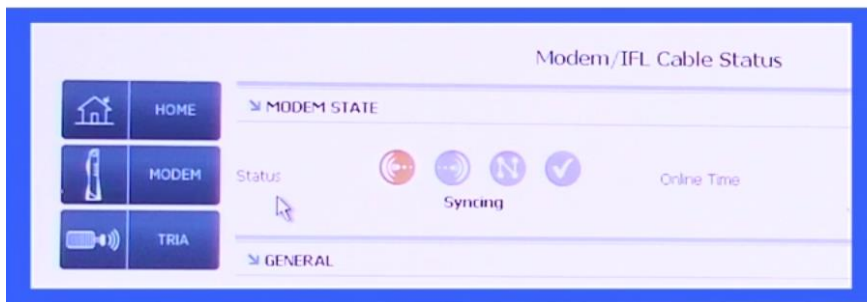 Modem/IFL Cable Status
HOME
MODEM STATE
MODEM
Status
Online Time
Syncing
TRIA
GENERAL